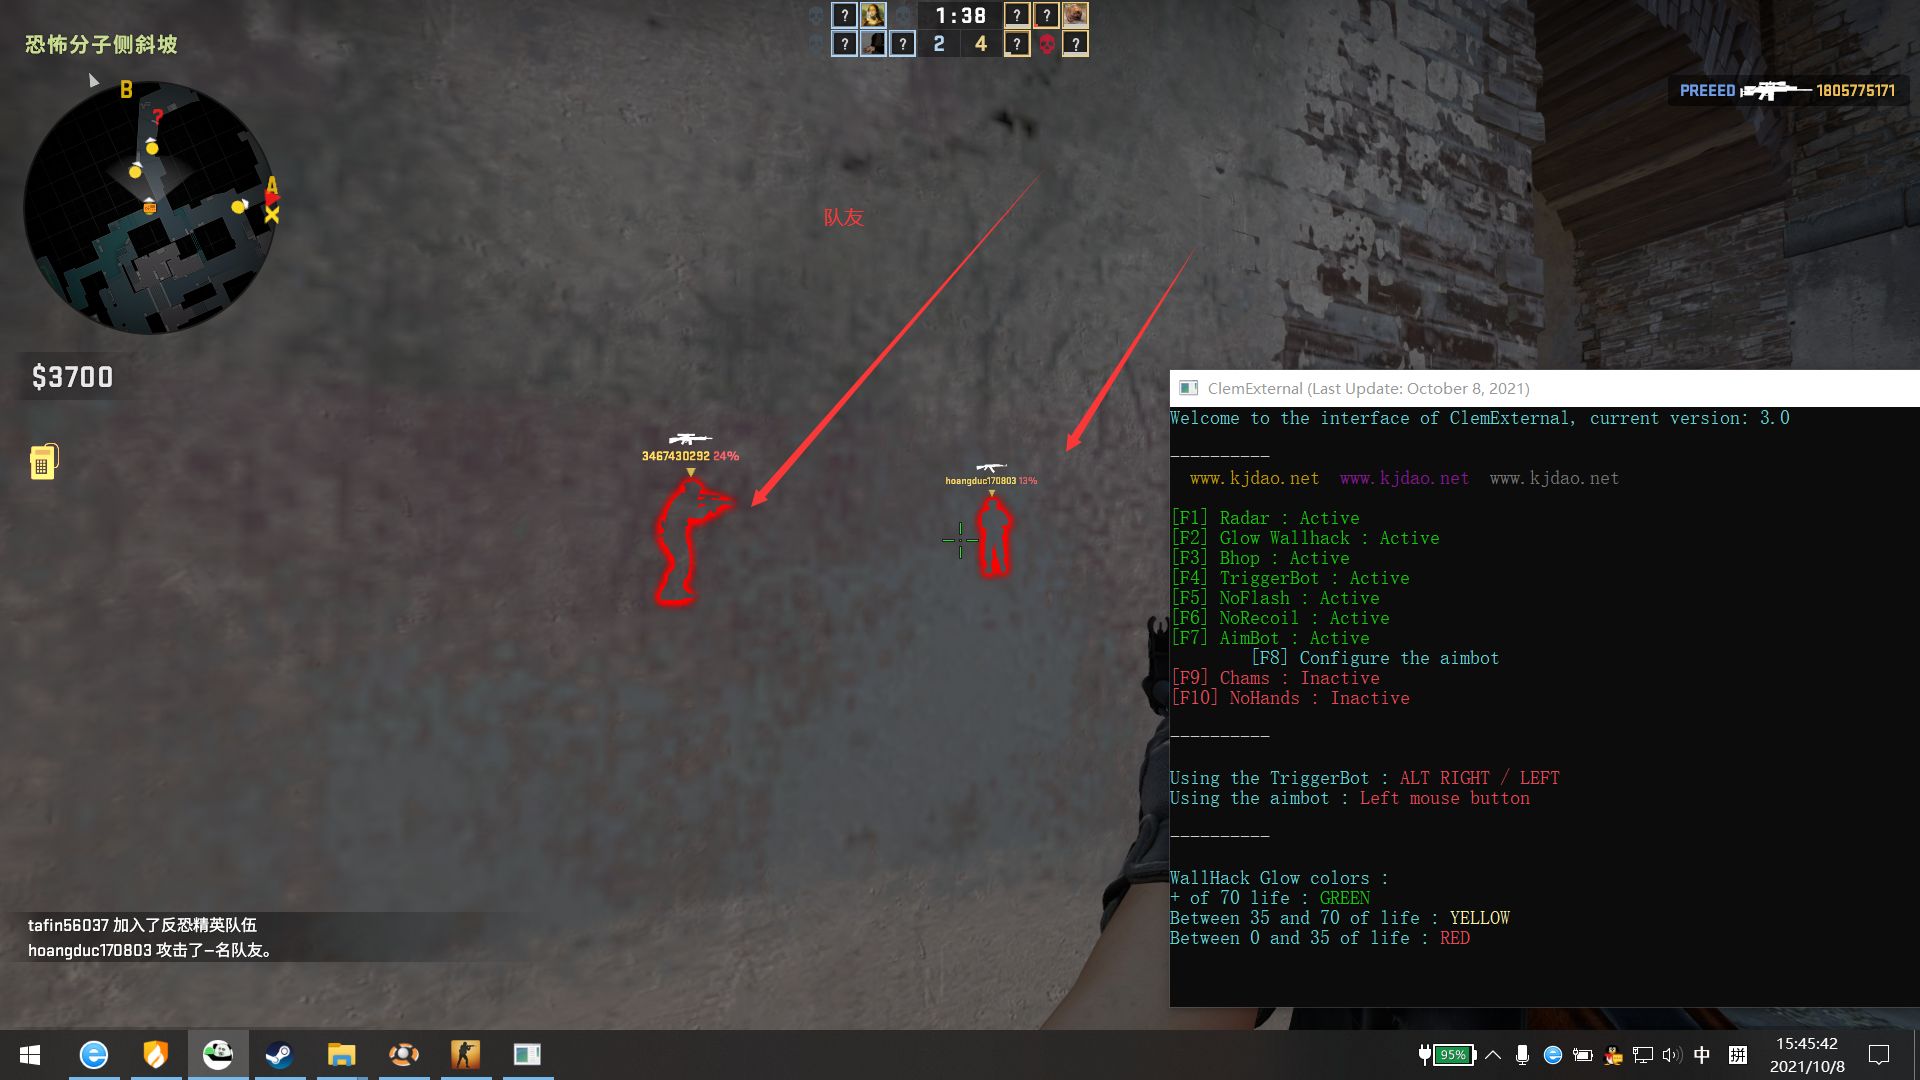 恐怖分子侧斜坡
B
?
A
X
? ? ?
1:38
? ? ?
2 4
? ?
PREEED 1805775171
队友
$3700
3467430292 24%
hoangduc170803 13%
ClemExternal (Last Update: October 8, 2021)
Welcome to the interface of ClemExternal, current version: 3.0
----------
www.kjdao.net www.kjdao.net www.kjdao.net
[F1] Radar : Active
[F2] Glow Wallhack : Active
[F3] Bhop : Active
[F4] TriggerBot : Active
[F5] NoFlash : Active
[F6] NoRecoil : Active
[F7] AimBot : Active
[F8] Configure the aimbot
[F9] Chams : Inactive
[F10] NoHands : Inactive
----------
Using the TriggerBot : ALT RIGHT / LEFT
Using the aimbot : Left mouse button
----------
WallHack Glow colors :
+ of 70 life : GREEN
Between 35 and 70 of life : YELLOW
Between 0 and 35 of life : RED
tafin56037 加入了反恐精英队伍
hoangduc170803 攻击了一名队友。
95%
中
拼
15:45:42
2021/10/8